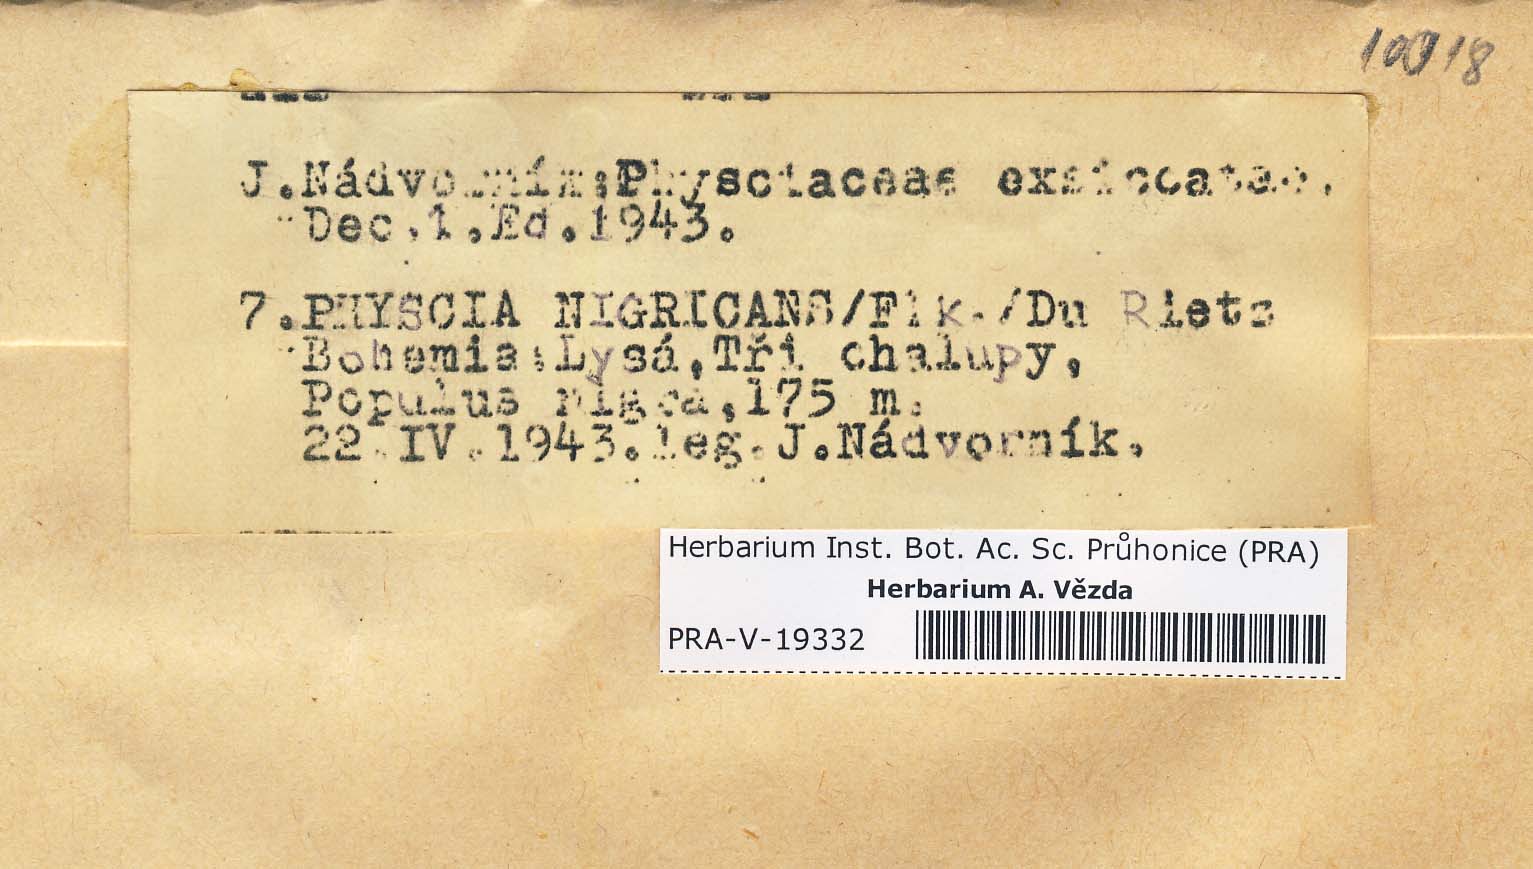 J.Nádvorník:Physciaceae exsiccatae.
Dec.1.Ed.1943.
7.PHYSCIA NIGRICANS/Flk./Du Rietz
Bohemia:Lysá,Tři chalupy,
Populus nigra,175 m.
22.IV.1943.leg.J.Nádvorník.
Herbarium Inst. Bot. Ac. Sc. Průhonice (PRA)
Herbarium A. Vězda
PRA-V-19332